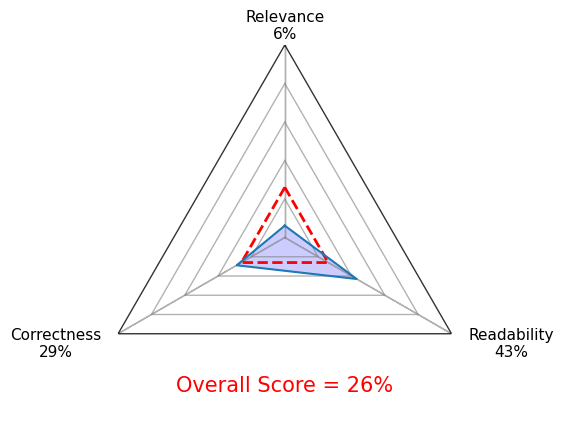 Relevance
6%
Correctness
29%
Readability
43%
Overall Score = 26%